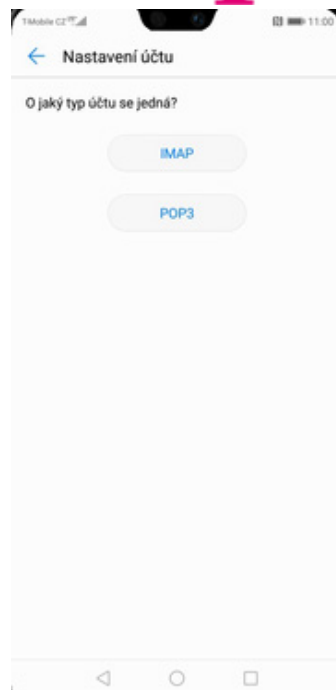 T-Mobile CZ 11:00
Nastavení účtu
O jaký typ účtu se jedná?
IMAP
POP3